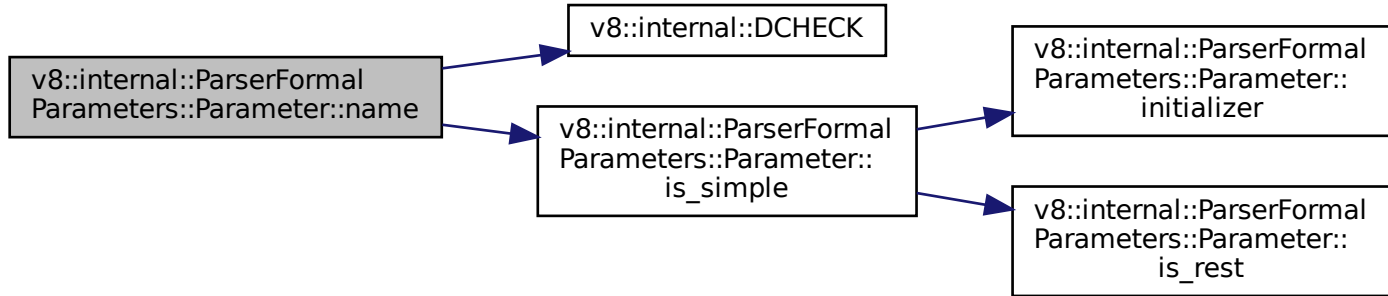 v8::internal::ParserFormal
Parameters::Parameter::name
v8::internal::DCHECK
v8::internal::ParserFormal
Parameters::Parameter::
is_simple
v8::internal::ParserFormal
Parameters::Parameter::
initializer
v8::internal::ParserFormal
Parameters::Parameter::
is_rest